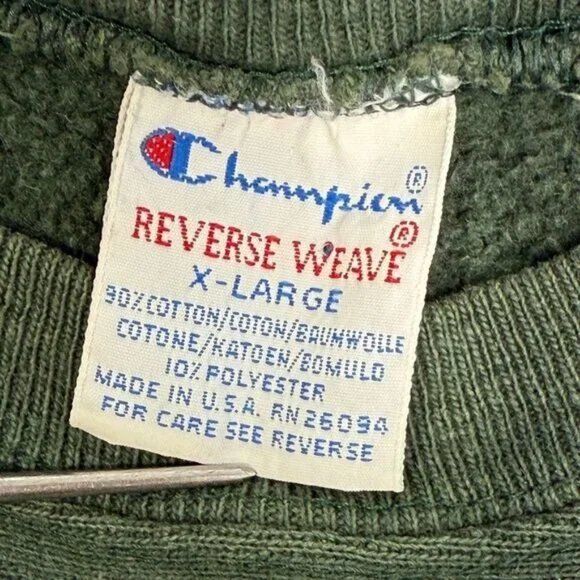 Champion®
REVERSE WEAVE®
X-LARGE
90% COTTON/COTON/BAUMWOLLE
COTONE/KATOEN/BOMULD
10% POLYESTER
MADE IN U.S.A. RN 26094
FOR CARE SEE REVERSE